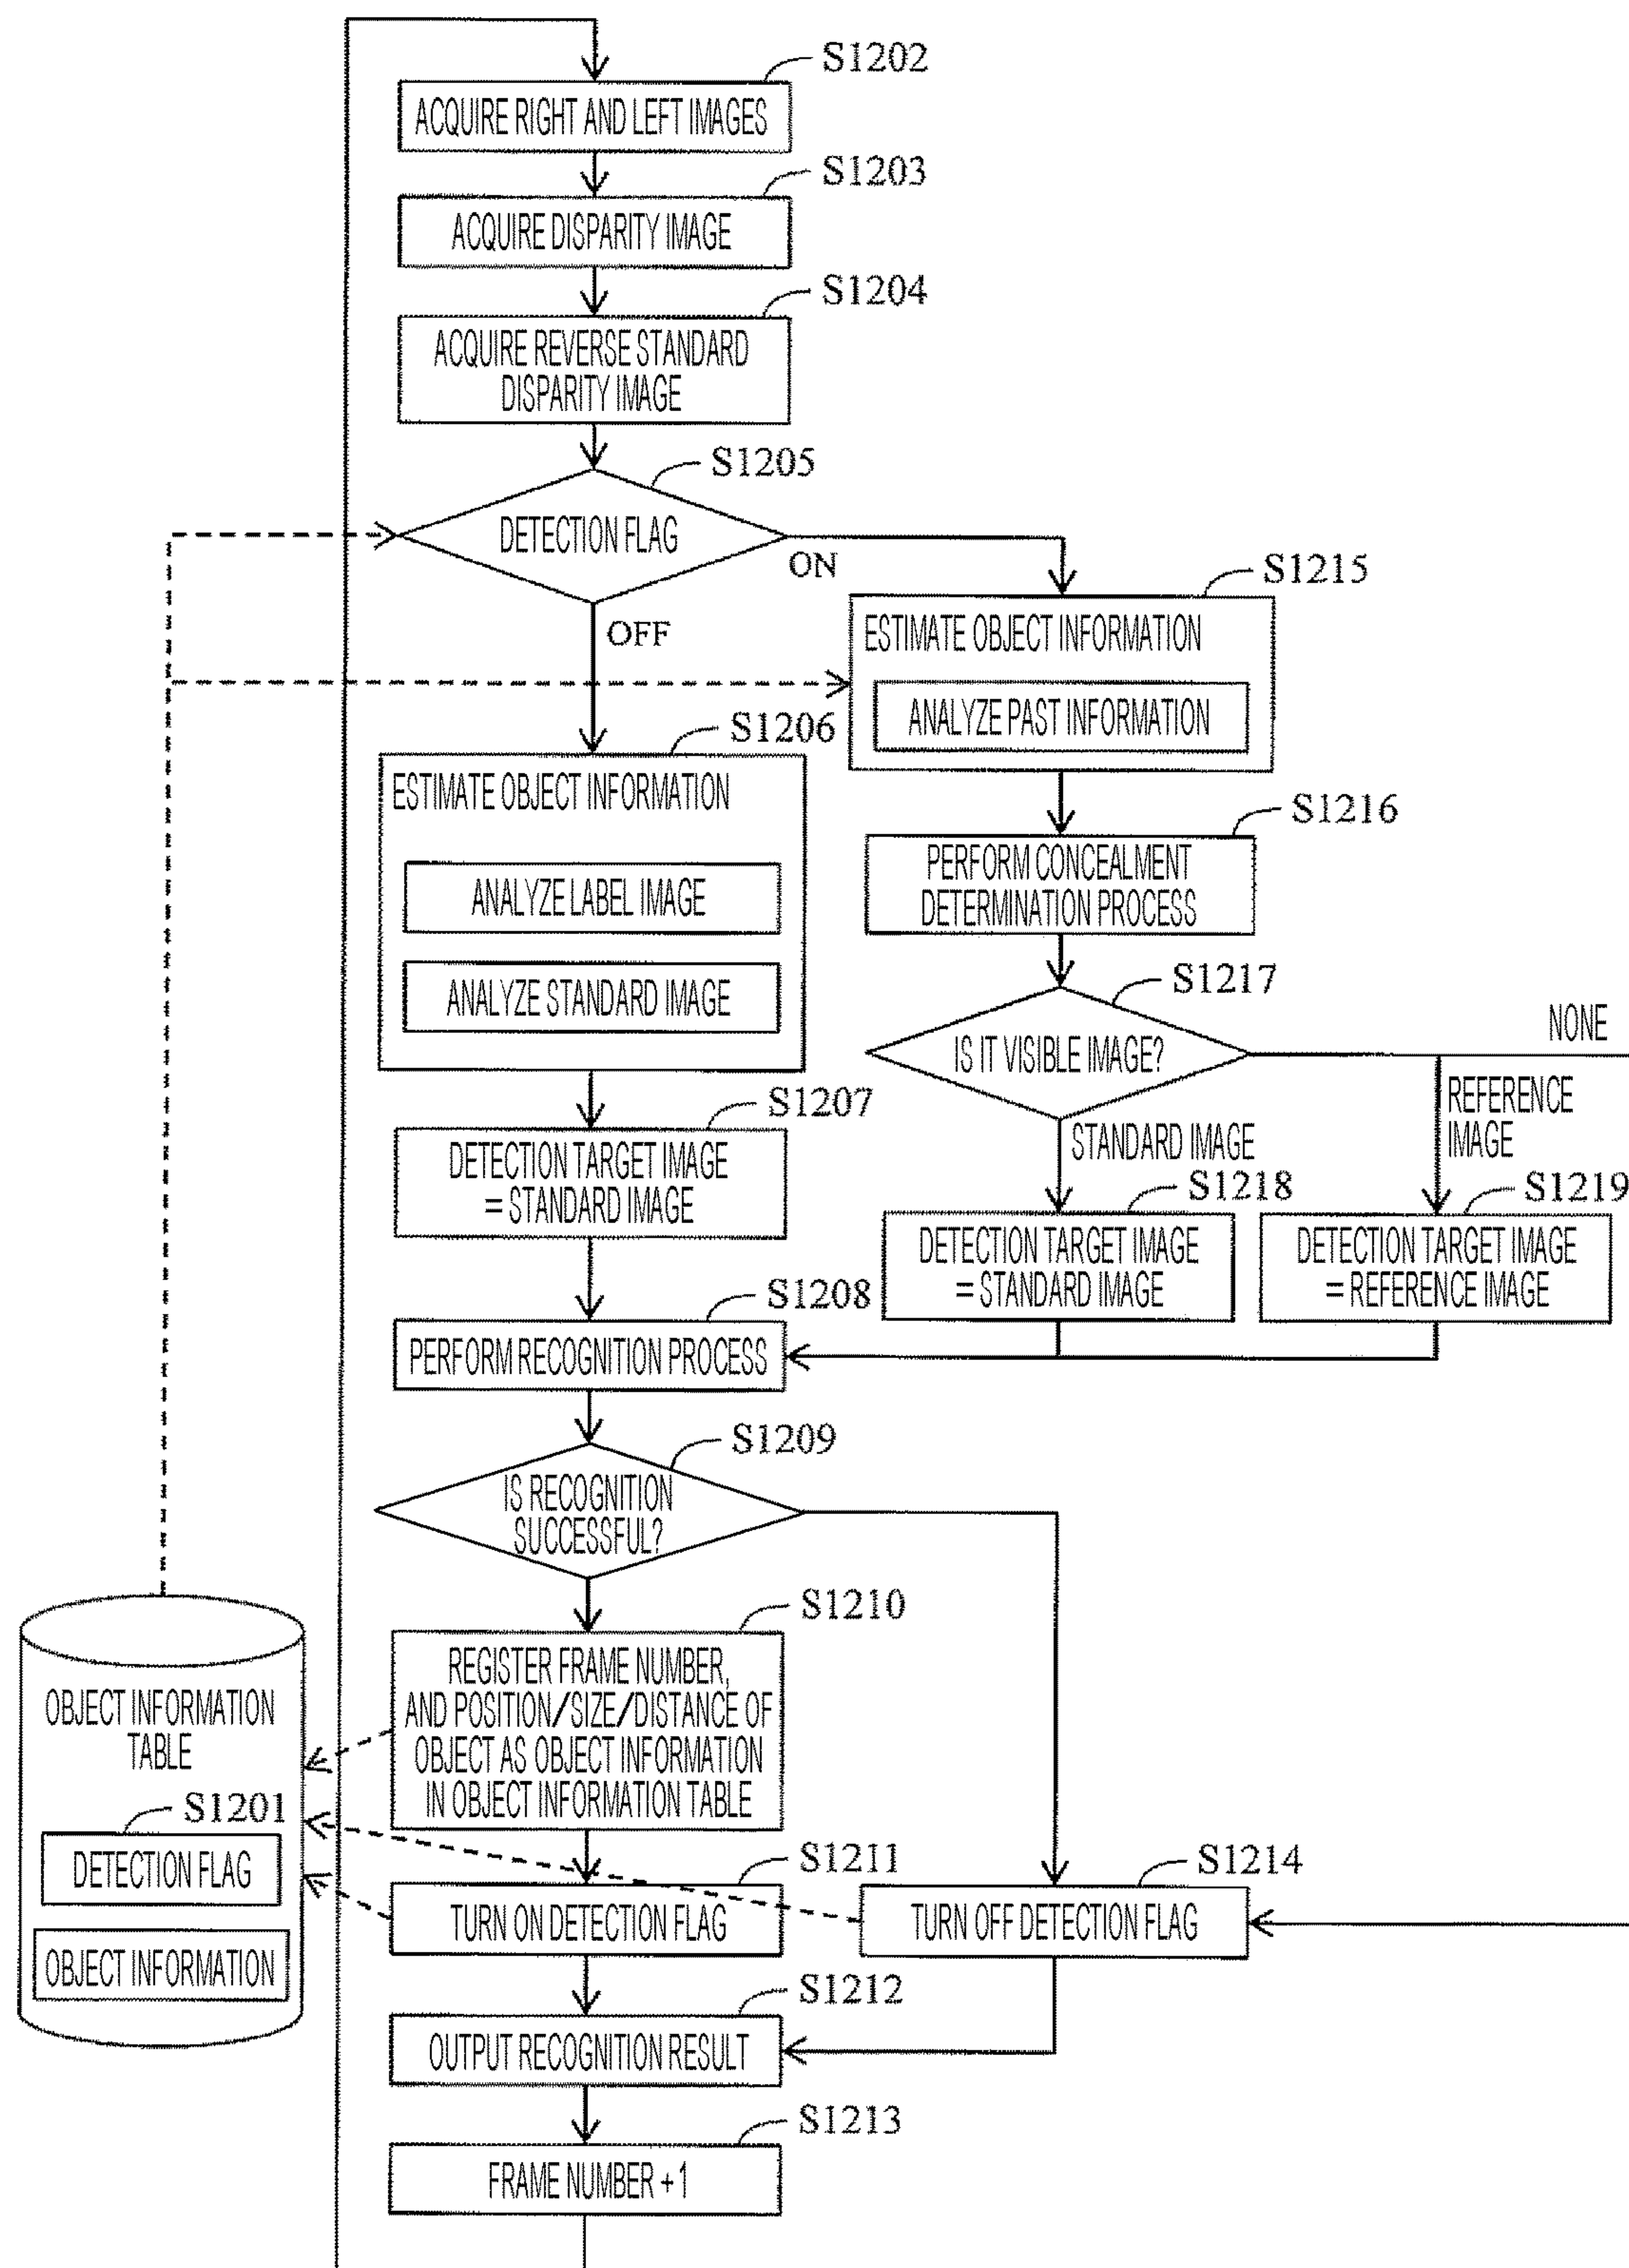 S1202
ACQUIRE RIGHT AND LEFT IMAGES
S1203
ACQUIRE DISPARITY IMAGE
S1204
ACQUIRE REVERSE STANDARD
DISPARITY IMAGE
S1205
DETECTION FLAG
ON
OFF
S1215
ESTIMATE OBJECT INFORMATION
ANALYZE PAST INFORMATION
S1206
ESTIMATE OBJECT INFORMATION
ANALYZE LABEL IMAGE
ANALYZE STANDARD IMAGE
S1216
PERFORM CONCEALMENT
DETERMINATION PROCESS
S1217
IS IT VISIBLE IMAGE?
NONE
REFERENCE
IMAGE
STANDARD IMAGE
S1207
DETECTION TARGET IMAGE
= STANDARD IMAGE
S1218
DETECTION TARGET IMAGE
= STANDARD IMAGE
S1219
DETECTION TARGET IMAGE
= REFERENCE IMAGE
S1208
PERFORM RECOGNITION PROCESS
S1209
IS RECOGNITION
SUCCESSFUL?
S1210
REGISTER FRAME NUMBER,
AND POSITION/SIZE/DISTANCE OF
OBJECT AS OBJECT INFORMATION
IN OBJECT INFORMATION TABLE
OBJECT INFORMATION
TABLE
S1201
DETECTION FLAG
OBJECT INFORMATION
S1211
TURN ON DETECTION FLAG
S1214
TURN OFF DETECTION FLAG
S1212
OUTPUT RECOGNITION RESULT
S1213
FRAME NUMBER +1